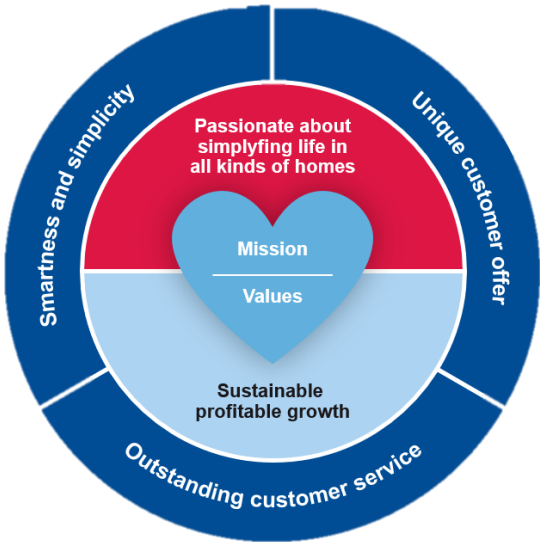 Smartness and simplicity
Unique customer offer
Passionate about
simplyfing life in
all kinds of homes
Mission
Values
Sustainable
profitable growth
Outstanding customer service